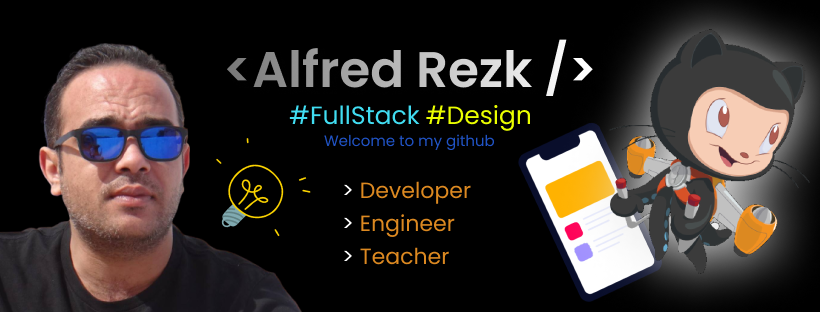 <Alfred Rezk />
#FullStack #Design
Welcome to my github
> Developer
> Engineer
> Teacher